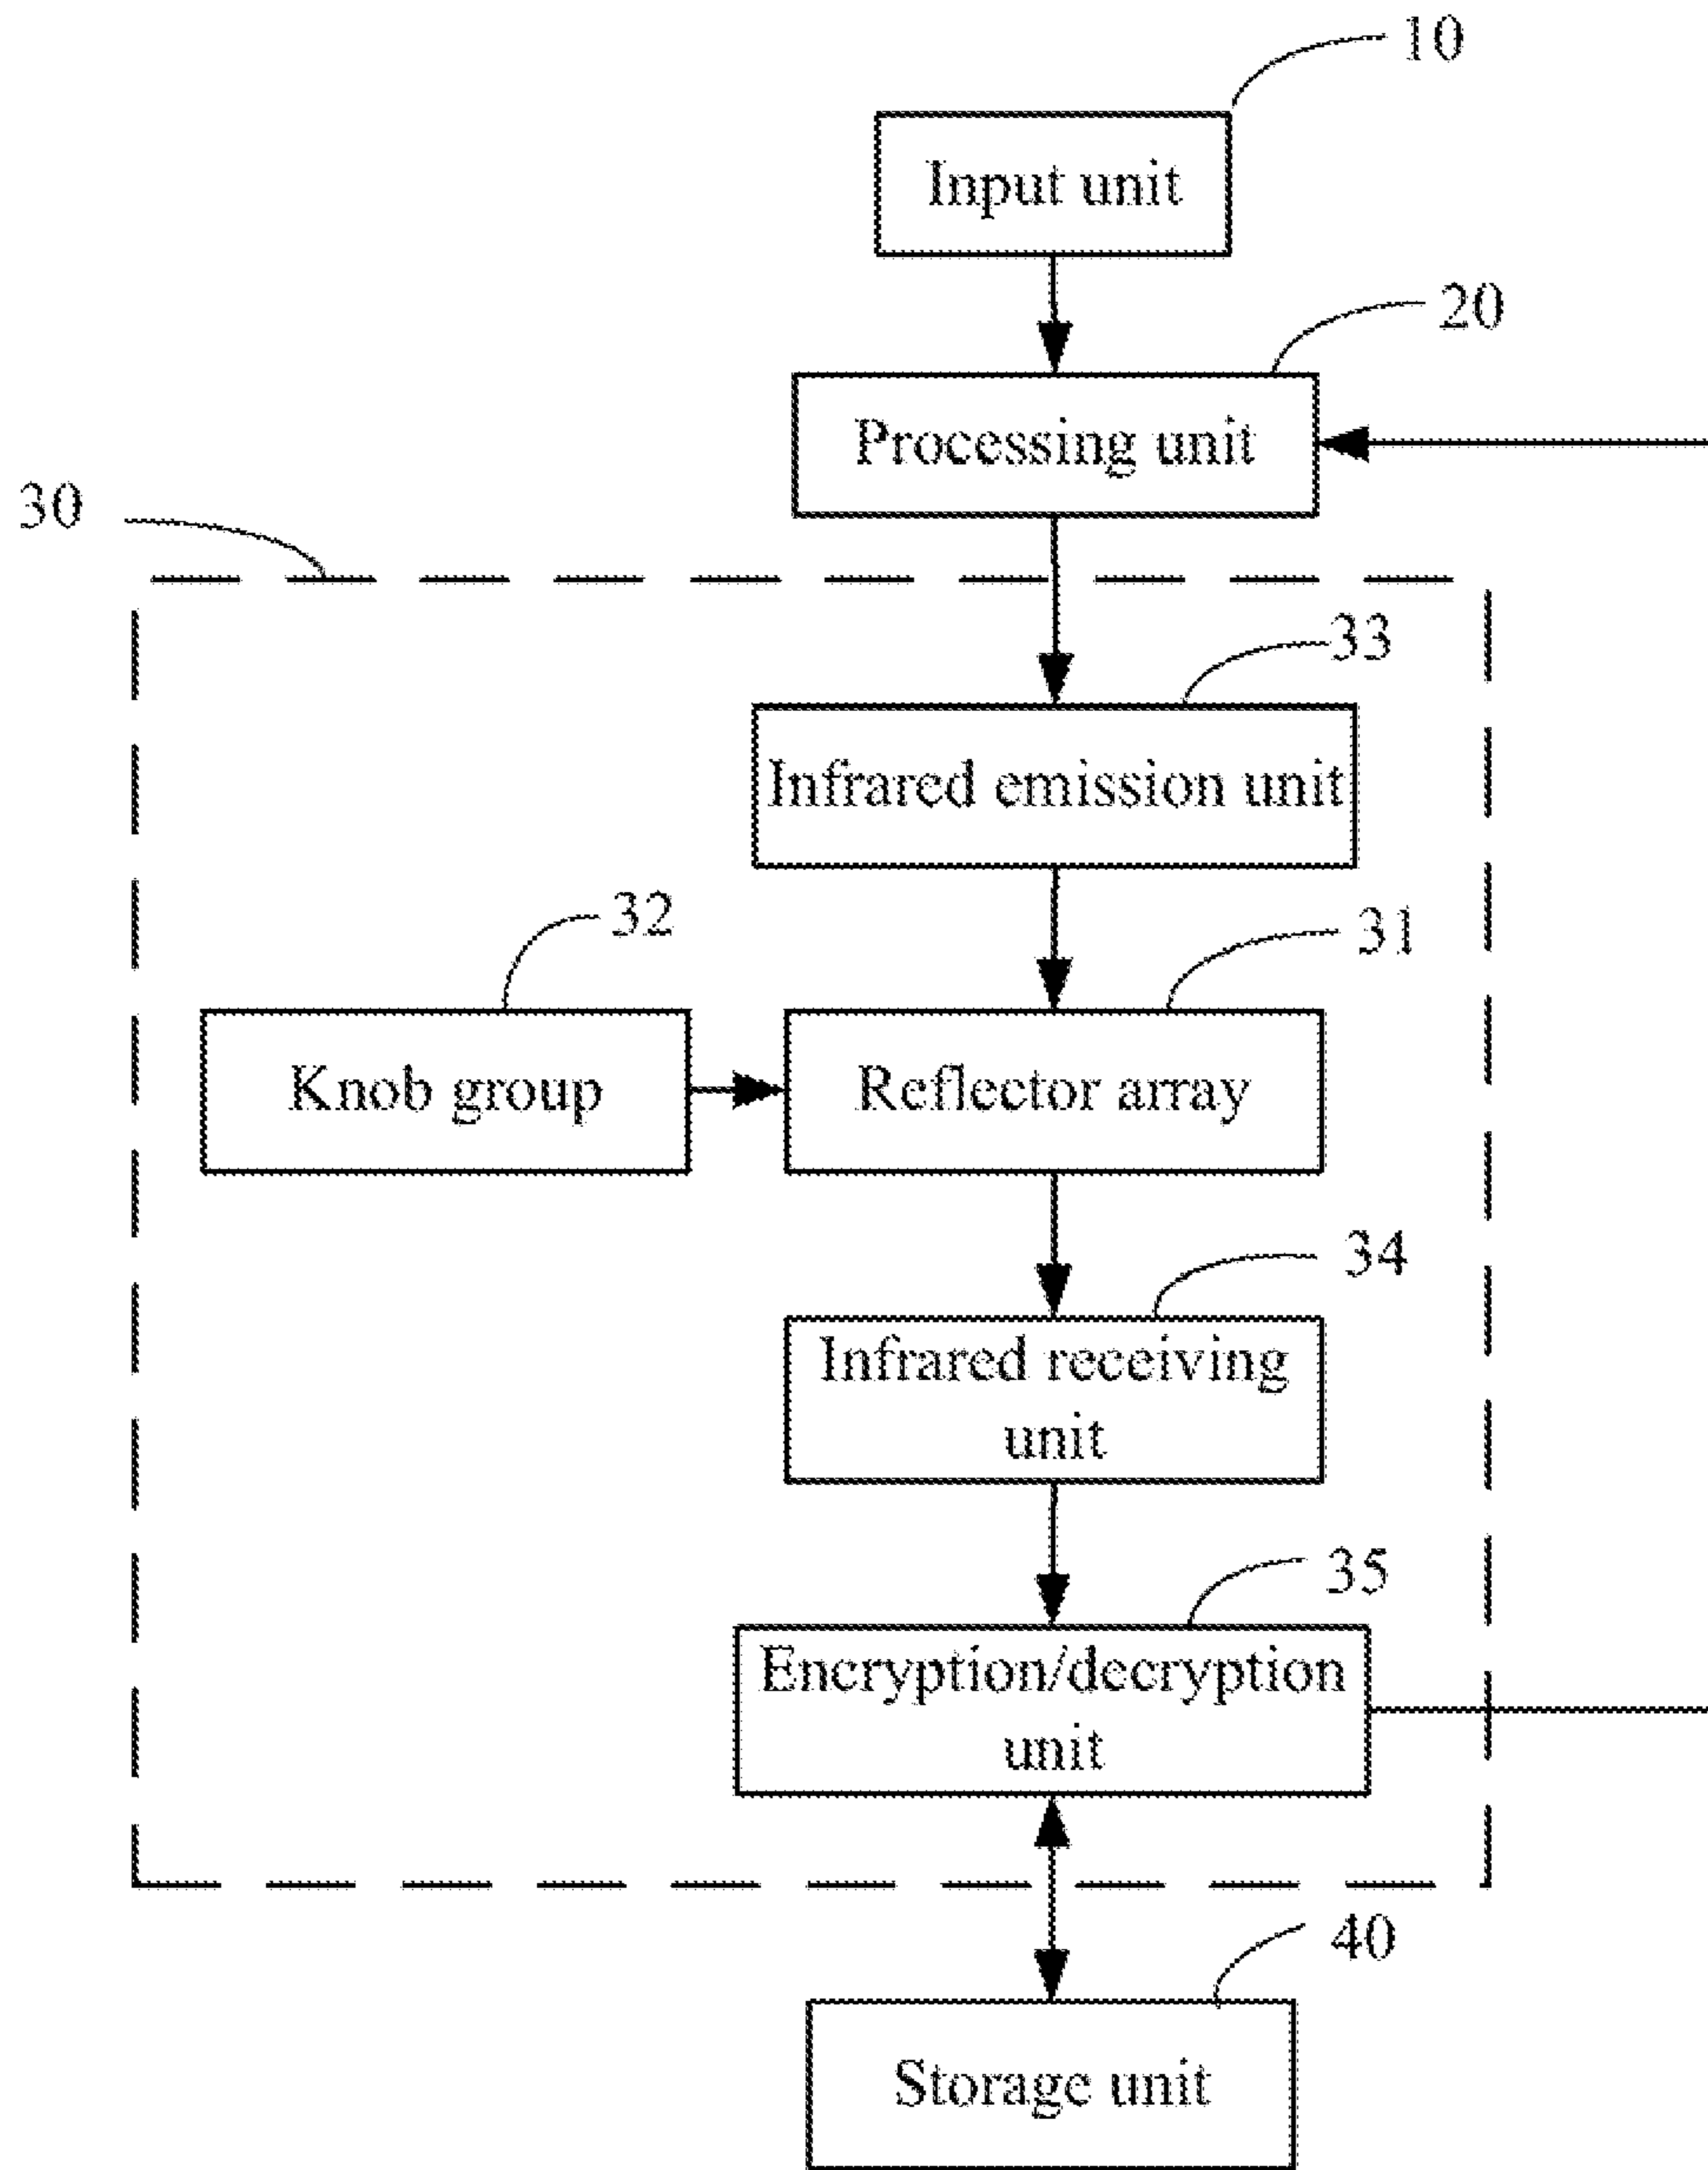 10
Input unit
20
Processing unit
30
33
Infrared emission unit
32
31
Knob group
Reflector array
34
Infrared receiving
unit
35
Encryption/decryption
unit
40
Storage unit